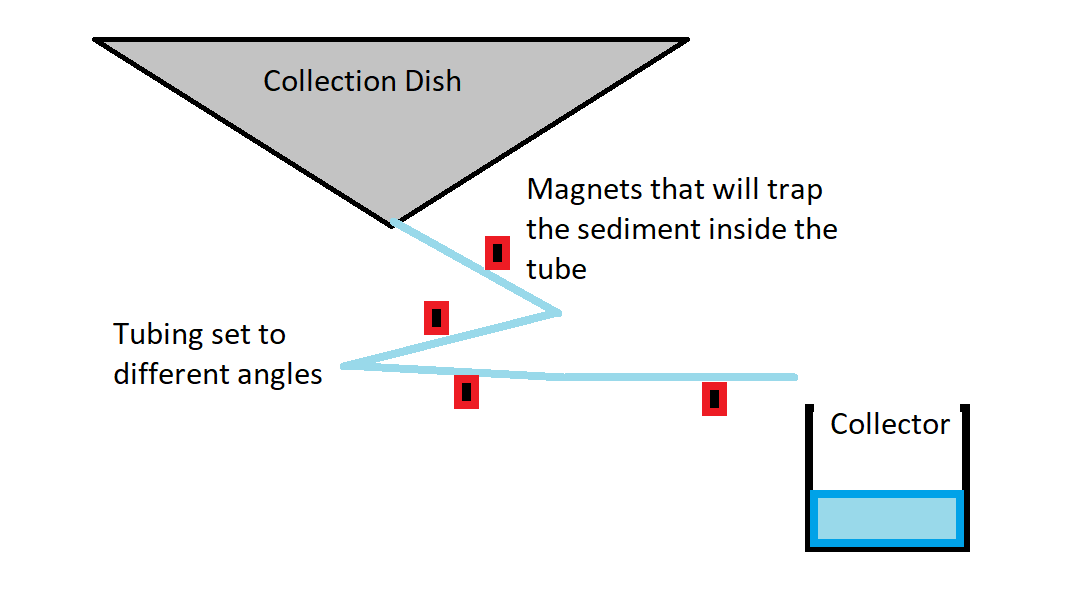 Collection Dish
Magnets that will trap
the sediment inside the
tube
Tubing set to
different angles
Collector